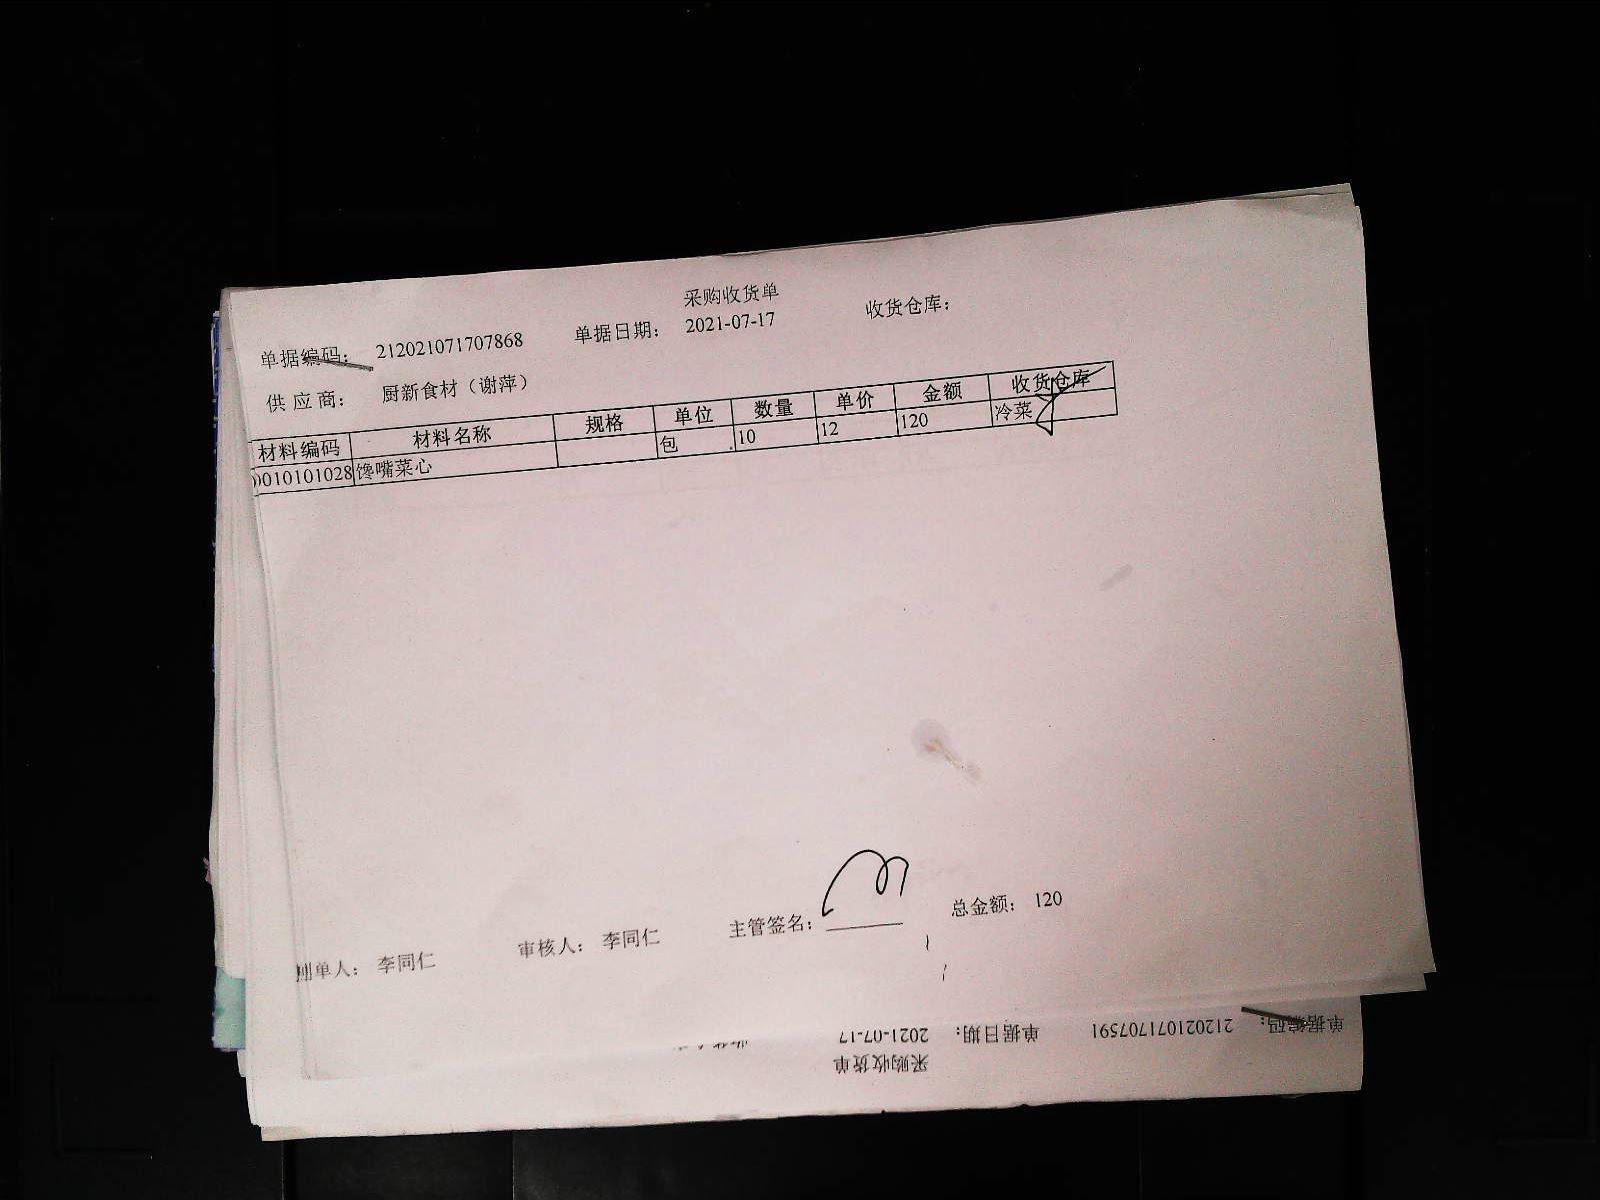 采购收货单
单据编码： 212021071707868 单据日期： 2021-07-17 收货仓库：
供应商： 厨新食材（谢萍）
材料编码 材料名称 规格 单位 数量 单价 金额 收货仓库
0010101028 馋嘴菜心 包 10 12 120 冷菜
制单人： 李同仁 审核人： 李同仁 主管签名： 总金额： 120
采购收货单
单据编码： 212021071707591 单据日期： 2021-07-17